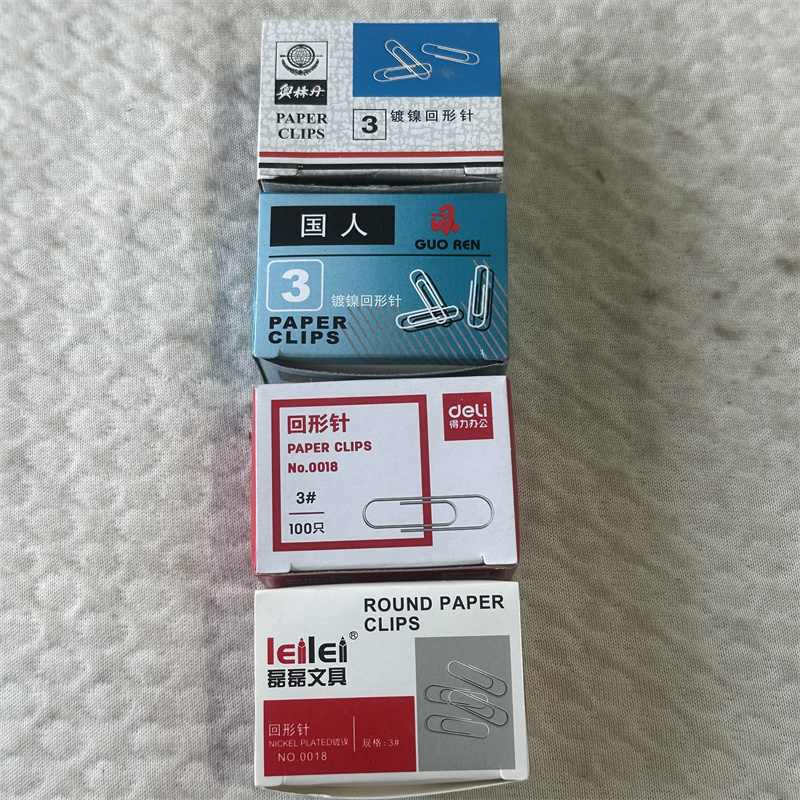 奥林丹
PAPER
CLIPS
3
镀镍回形针
国人
GUO REN
3
镀镍回形针
PAPER
CLIPS
回形针
PAPER CLIPS
No.0018
3#
100只
deli
得力办公
ROUND PAPER
CLIPS
leilei®
磊磊文具
回形针
NICKEL PLATED镀镍
NO.0018
规格:3#